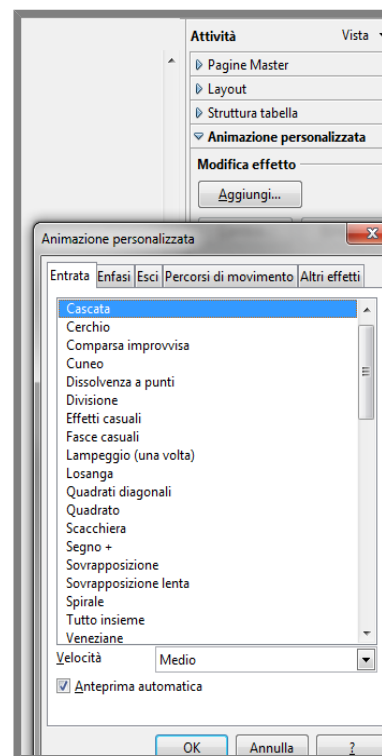 Attività Vista
Pagine Master
Layout
Struttura tabella
Animazione personalizzata
Modifica effetto
Aggiungi...
Animazione personalizzata
Entrata Enfasi Esci Percorsi di movimento Altri effetti
Cascata
Cerchio
Comparsa improvvisa
Cuneo
Dissolvenza a punti
Divisione
Effetti casuali
Fasce casuali
Lampeggio (una volta)
Losanga
Quadrati diagonali
Quadrato
Scacchiera
Segno +
Sovrapposizione
Sovrapposizione lenta
Spirale
Tutto insieme
Veneziane
Velocità Medio
Anteprima automatica
OK Annulla ?